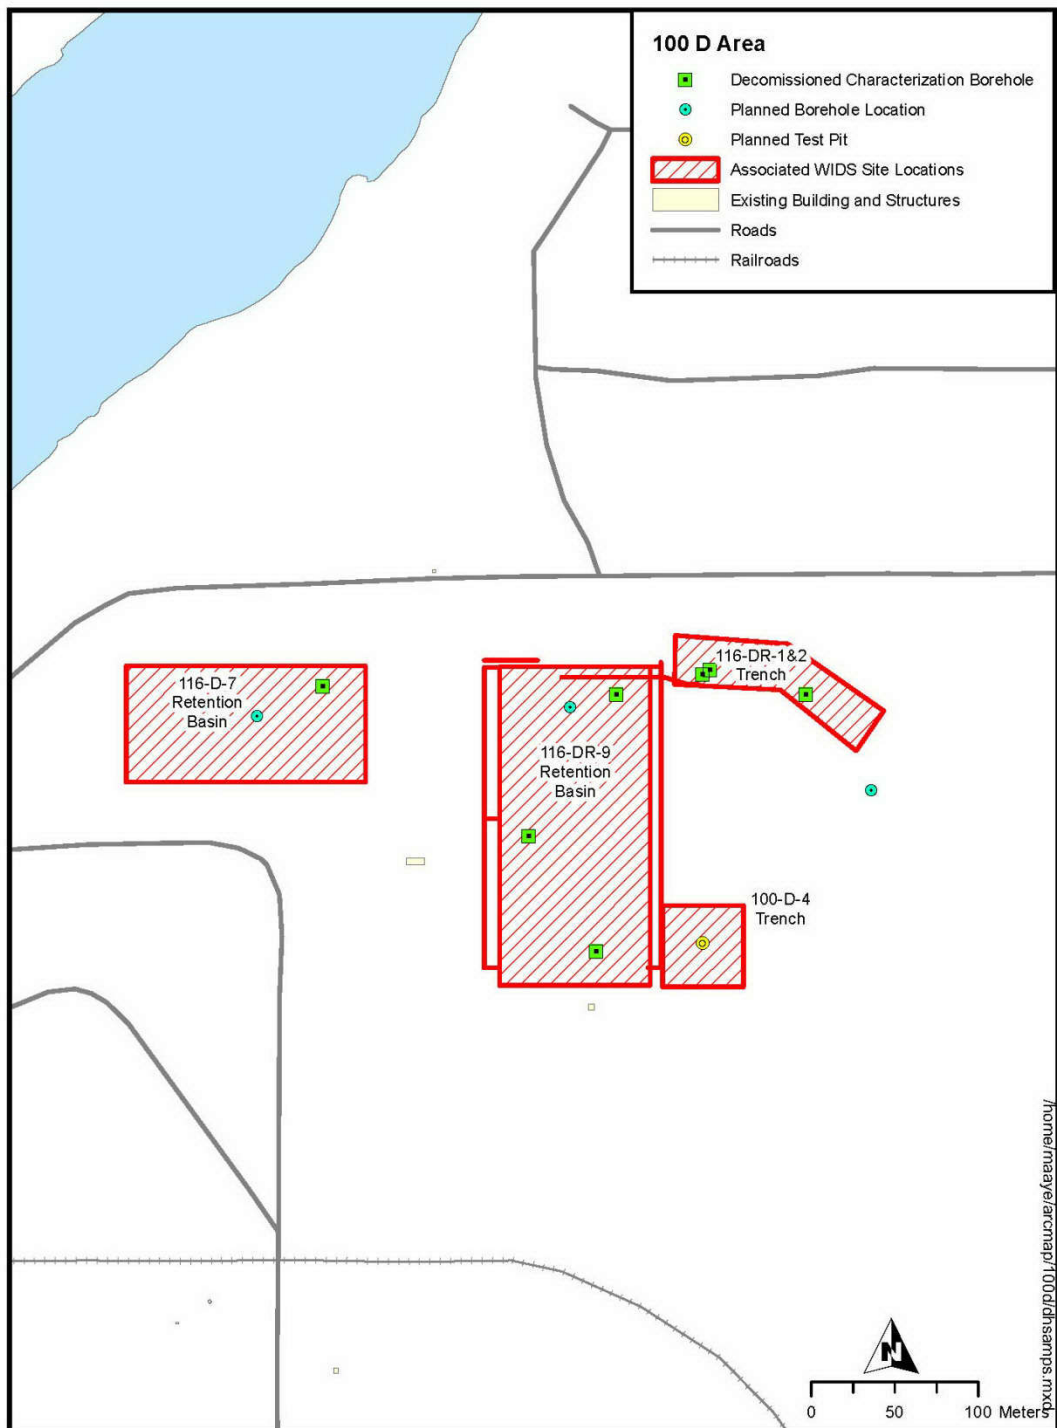 100 D Area
Decomissioned Characterization Borehole
Planned Borehole Location
Planned Test Pit
Associated WIDS Site Locations
Existing Building and Structures
Roads
Railroads
116-D-7
Retention
Basin
116-DR-1&2
Trench
116-DR-9
Retention
Basin
100-D-4
Trench
N
0 50 100 Meters
/home/maaye/arcmap/100d/dhsamps.mxd